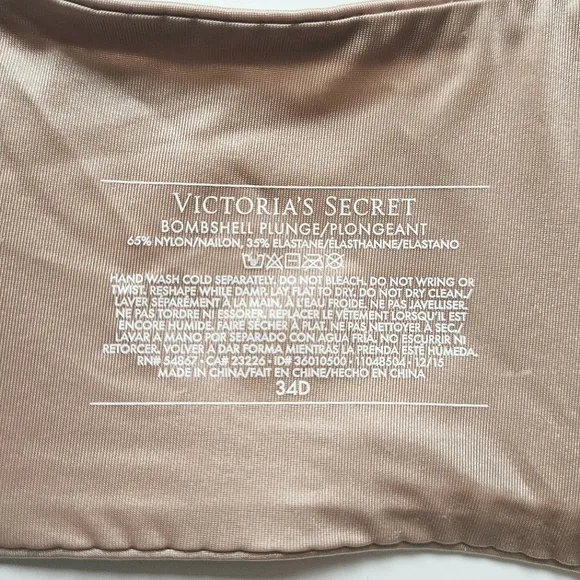 VICTORIA'S SECRET
BOMBSHELL PLUNGE/PLONGEANT
65% NYLON/NAILON, 35% ELASTANE/ÉLASTHANNE/ELASTANO
HAND WASH COLD SEPARATELY. DO NOT BLEACH. DO NOT WRING OR
TWIST. RESHAPE WHILE DAMP. LAY FLAT TO DRY. DO NOT DRY CLEAN./
LAVER SÉPARÉMENT À LA MAIN. À L'EAU FROIDE. NE PAS JAVELLISER.
NE PAS TORDRE NI ESSORER. REPLACER LE VÊTEMENT LORSQU'IL EST
ENCORE HUMIDE. FAIRE SÉCHER À PLAT. NE PAS NETTOYER À SEC./
LAVAR A MANO POR SEPARADO CON AGUA FRÍA. NO ESCURRIR NI
RETORCER. VOLVER A DAR FORMA MIENTRAS LA PRENDA ESTÉ HÚMEDA.
RN# 54867 • CA# 23226 • ID# 36010500 • 11048504 • 12/15
MADE IN CHINA/FAIT EN CHINE/HECHO EN CHINA
34D